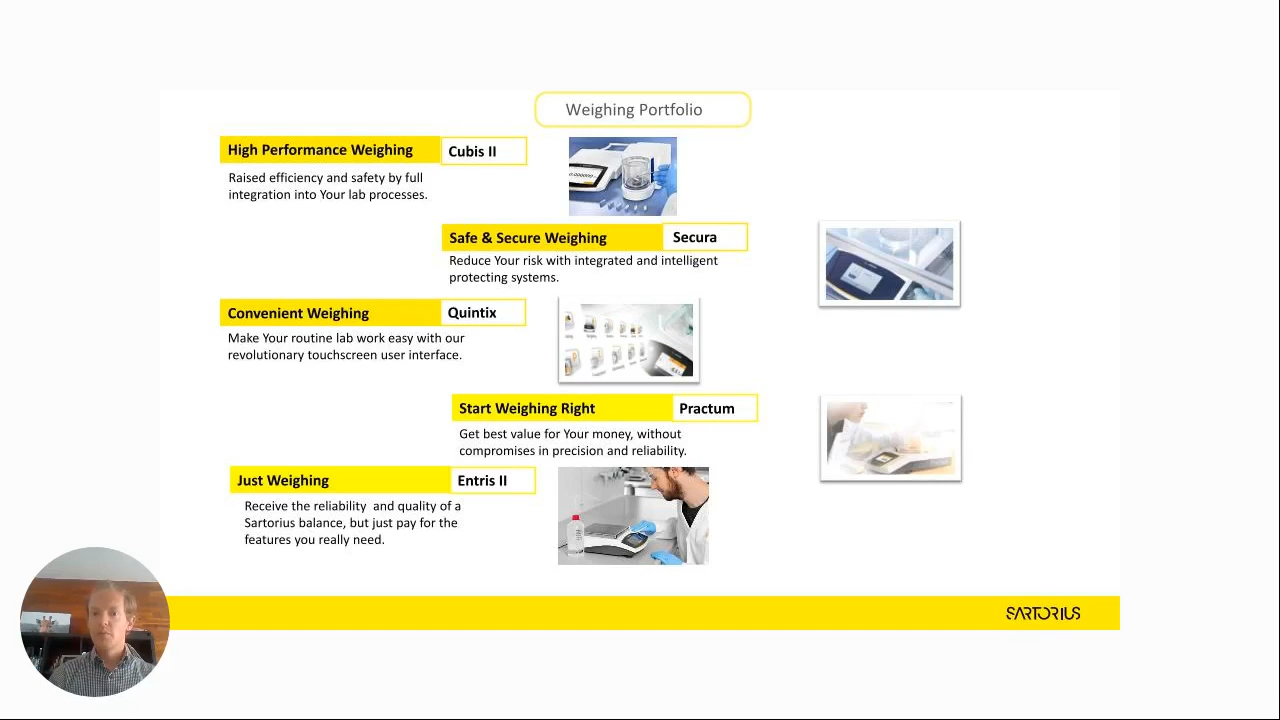 Weighing Portfolio
High Performance Weighing
Cubis II
Raised efficiency and safety by full
integration into Your lab processes.
Safe & Secure Weighing
Secura
Reduce Your risk with integrated and intelligent
protecting systems.
Convenient Weighing
Quintix
Make Your routine lab work easy with our
revolutionary touchscreen user interface.
Start Weighing Right
Practum
Get best value for Your money, without
compromises in precision and reliability.
Just Weighing
Entris II
Receive the reliability  and quality of a
Sartorius balance, but just pay for the
features you really need.
SARTORIUS